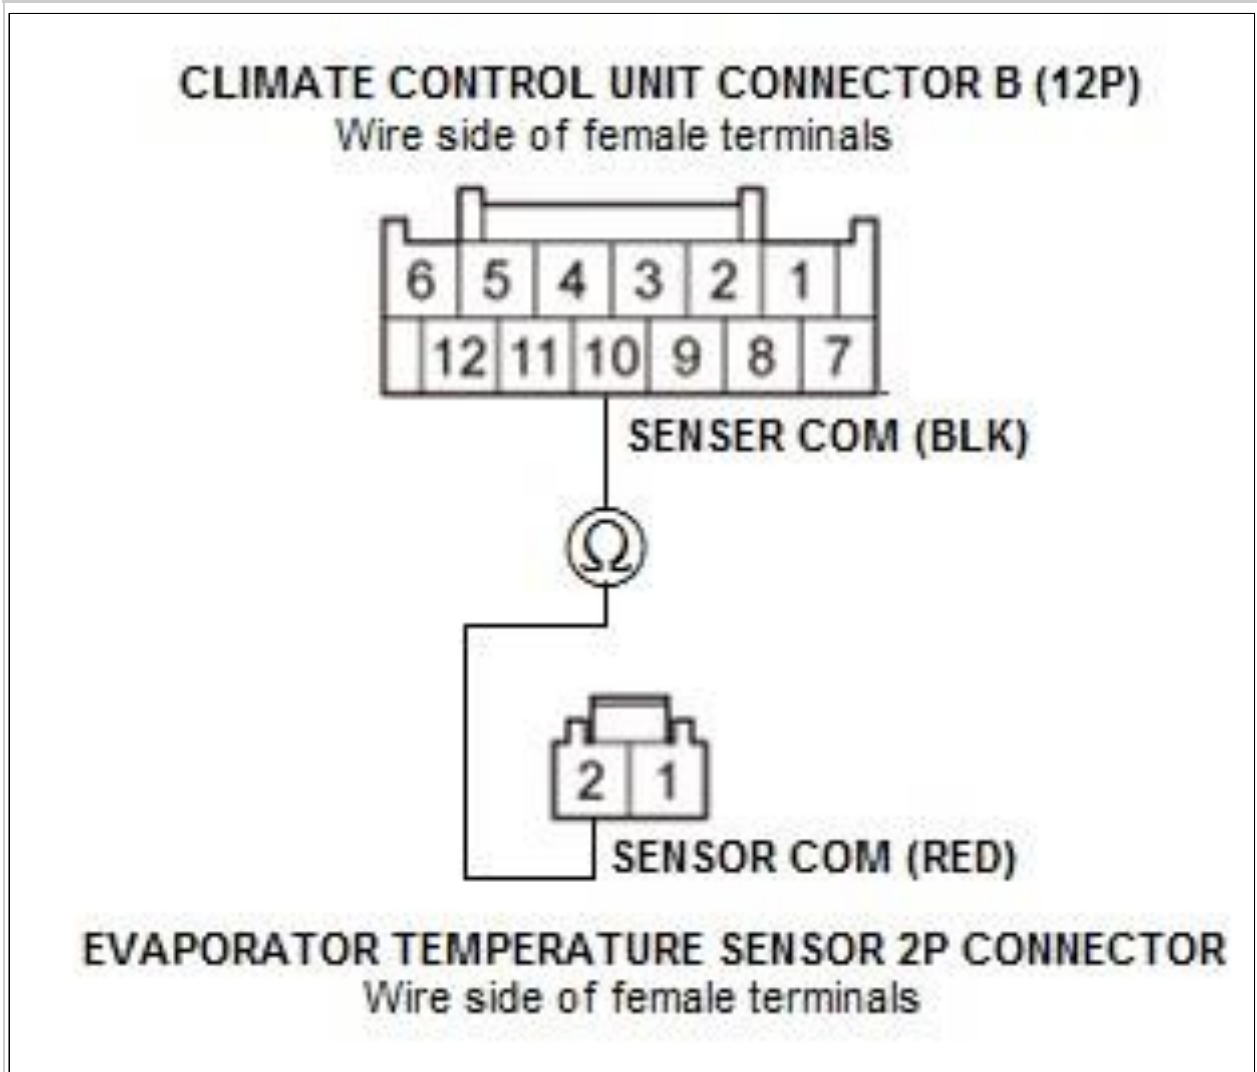 CLIMATE CONTROL UNIT CONNECTOR B (12P)
Wire side of female terminals
6 5 4 3 2 1
12 11 10 9 8 7
SENSER COM (BLK)
Ω
2 1
SENSOR COM (RED)
EVAPORATOR TEMPERATURE SENSOR 2P CONNECTOR
Wire side of female terminals